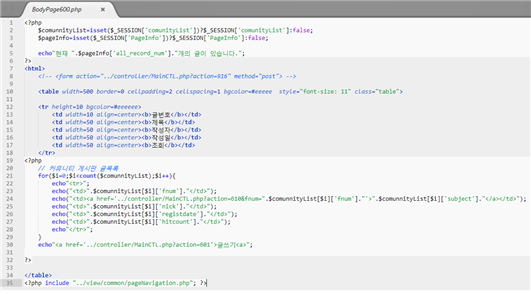 BodyPage600.php
1 <?php
2 $comunnityList=isset($_SESSION['comunityList'])?$_SESSION['comunityList']:false;
3 $pageInfo=isset($_SESSION['PageInfo'])?$_SESSION['PageInfo']:false;
4
5 echo"현재 ".$pageInfo['all_record_num']."개의 글이 있습니다.";
6 ?>
7 <html>
8 <!-- <form action="../controller/MainCTL.php?action=916" method="post"> -->
9
10 <table width=500 border=0 cellpadding=2 cellspacing=1 bgcolor=#eeeee style="font-size: 11" class="table">
11
12 <tr height=10 bgcolor=#eeeeee>
13 <td width=10 align=center><b>글번호</b></td>
14 <td width=50 align=center><b>제목</b></td>
15 <td width=50 align=center><b>작성자</b></td>
16 <td width=50 align=center><b>작성일</b></td>
17 <td width=50 align=center><b>조회</b></td>
18 </tr>
19 <?php
20 // 커뮤니티 게시판 글목록
21 for($i=0;$i<count($comunnityList);$i++){
22 echo"<tr>";
23 echo("<td>".$comunnityList[$i]['fnum']."</td>");
24 echo("<td><a href='../controller/MainCTL.php?action=610&fnum=".$comunnityList[$i]['fnum']."'>".$comunnityList[$i]['subject']."</a></td>");
25 echo("<td>".$comunnityList[$i]['nick']."</td>");
26 echo("<td>".$comunnityList[$i]['registdate']."</td>");
27 echo("<td>".$comunnityList[$i]['hitcount']."</td>");
28 echo"</tr>";
29 }
30 echo"<a href='../controller/MainCTL.php?action=601'>글쓰기<a>";
31
32 ?>
33
34 </table>
35 <?php include "../view/common/pageNavigation.php"; ?>